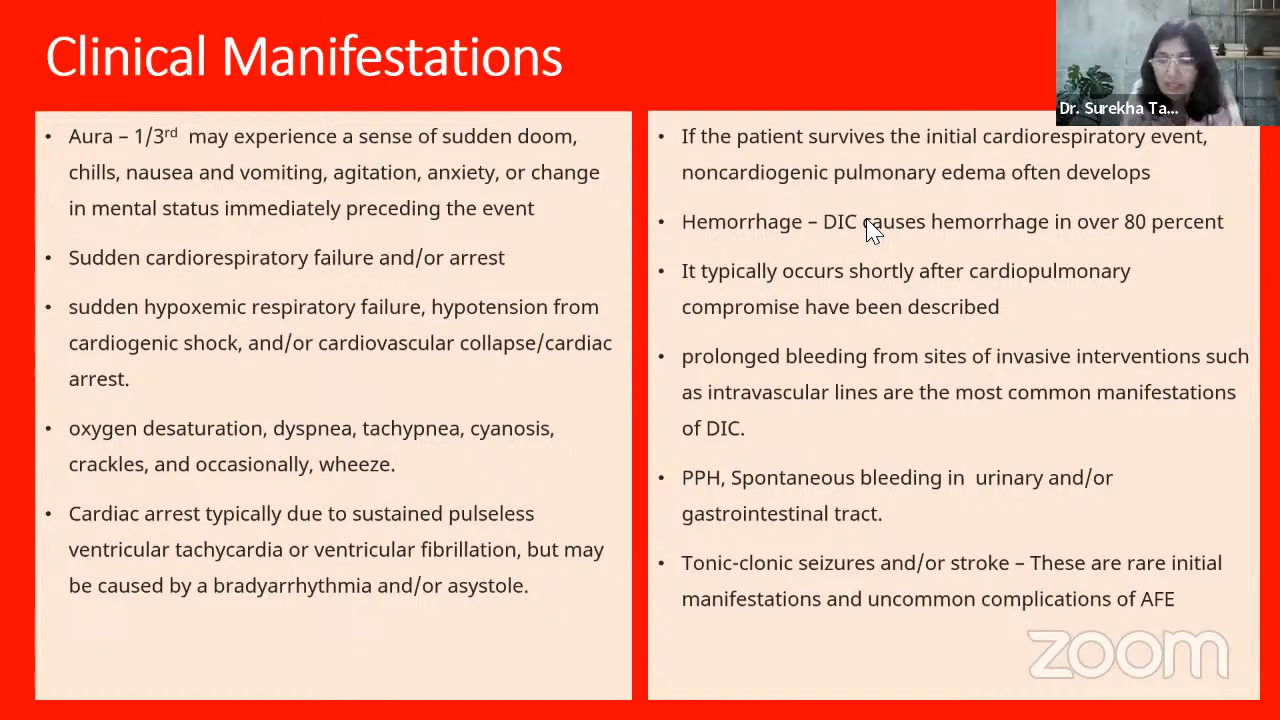 Clinical Manifestations
Dr. Surekha Ta...
• Aura – 1/3rd may experience a sense of sudden doom,
chills, nausea and vomiting, agitation, anxiety, or change
in mental status immediately preceding the event
• Sudden cardiorespiratory failure and/or arrest
• sudden hypoxemic respiratory failure, hypotension from
cardiogenic shock, and/or cardiovascular collapse/cardiac
arrest.
• oxygen desaturation, dyspnea, tachypnea, cyanosis,
crackles, and occasionally, wheeze.
• Cardiac arrest typically due to sustained pulseless
ventricular tachycardia or ventricular fibrillation, but may
be caused by a bradyarrhythmia and/or asystole.
• If the patient survives the initial cardiorespiratory event,
noncardiogenic pulmonary edema often develops
• Hemorrhage – DIC causes hemorrhage in over 80 percent
• It typically occurs shortly after cardiopulmonary
compromise have been described
• prolonged bleeding from sites of invasive interventions such
as intravascular lines are the most common manifestations
of DIC.
• PPH, Spontaneous bleeding in urinary and/or
gastrointestinal tract.
• Tonic-clonic seizures and/or stroke – These are rare initial
manifestations and uncommon complications of AFE
zoom